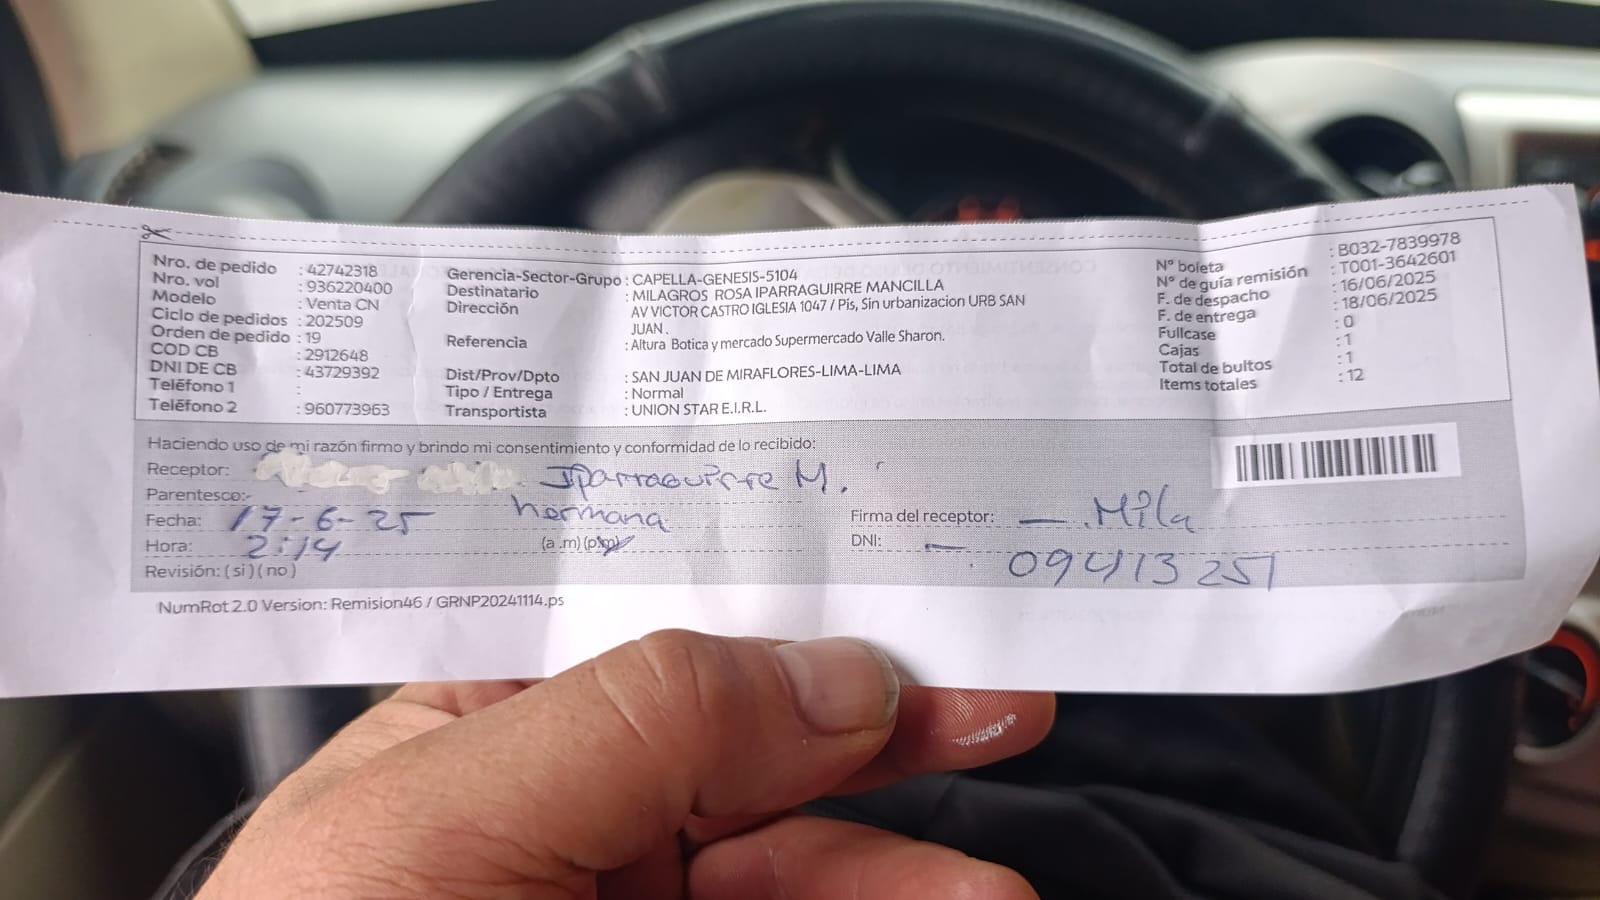 Nro. de pedido : 42742318
Nro. vol : 936220400
Modelo : Venta CN
Ciclo de pedidos : 202509
Orden de pedido : 19
COD CB : 2912648
DNI DE CB : 43729392
Teléfono 1 :
Teléfono 2 : 960773963
Gerencia-Sector-Grupo : CAPELLA-GENESIS-5104
Destinatario : MILAGROS ROSA IPARRAGUIRRE MANCILLA
Dirección : AV VICTOR CASTRO IGLESIA 1047 / Pis, Sin urbanizacion URB SAN
JUAN .
Referencia : Altura Botica y mercado Supermercado Valle Sharon.
Dist/Prov/Dpto : SAN JUAN DE MIRAFLORES-LIMA-LIMA
Tipo / Entrega : Normal
Transportista : UNION STAR E.I.R.L.
N° boleta : B032-7839978
N° de guía remisión : T001-3642601
F. de despacho : 16/06/2025
F. de entrega : 18/06/2025
Fullcase : 0
Cajas : 1
Total de bultos : 1
Items totales : 12
Haciendo uso de mi razón firmo y brindo mi consentimiento y conformidad de lo recibido:
Receptor: Iparraguirre M.
Parentesco: hermana
Fecha: 17-6-25
Hora: 2:14 (a .m) (p.m)
Revisión: ( si ) ( no )
Firma del receptor: Mila
DNI: 09413251
NumRot 2.0 Version: Remision46 / GRNP20241114.ps